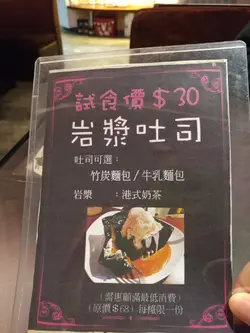 試食價＄30
岩漿吐司
吐司可選：
竹炭麵包／牛乳麵包
岩漿　：港式奶茶
（需惠顧滿最低消費）
（原價＄68）每檯限一份